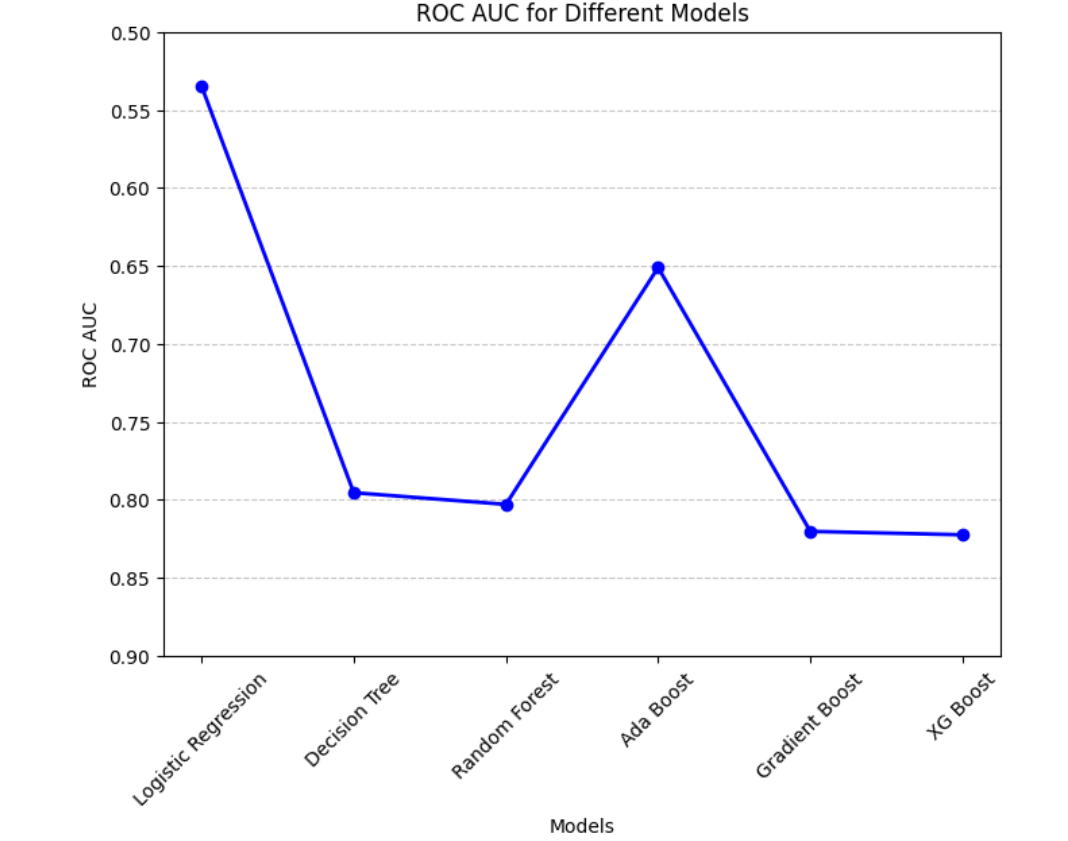 ROC AUC for Different Models
0.50
0.55
0.60
0.65
0.70
0.75
0.80
0.85
0.90
ROC AUC
Logistic Regression
Decision Tree
Random Forest
Ada Boost
Gradient Boost
XG Boost
Models